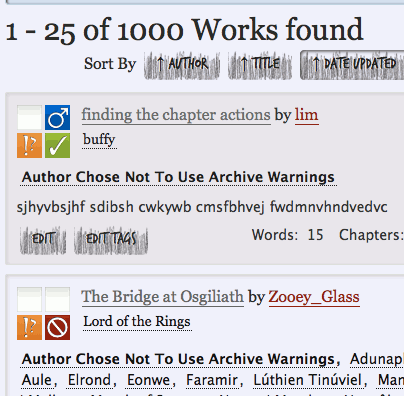 1 - 25 of 1000 Works found
Sort By ↑ AUTHOR ↑ TITLE ↑ DATE UPDATED
finding the chapter actions by lim
buffy
!?
Author Chose Not To Use Archive Warnings
sjhyvbsjhf sdibsh cwkywb cmsfbhvej fwdmnvhndvedvc
EDIT EDIT TAGS Words: 15 Chapters:
The Bridge at Osgiliath by Zooey_Glass
Lord of the Rings
!?
Author Chose Not To Use Archive Warnings, Adunap
Aule, Elrond, Eonwe, Faramir, Lúthien Tinúviel, Man